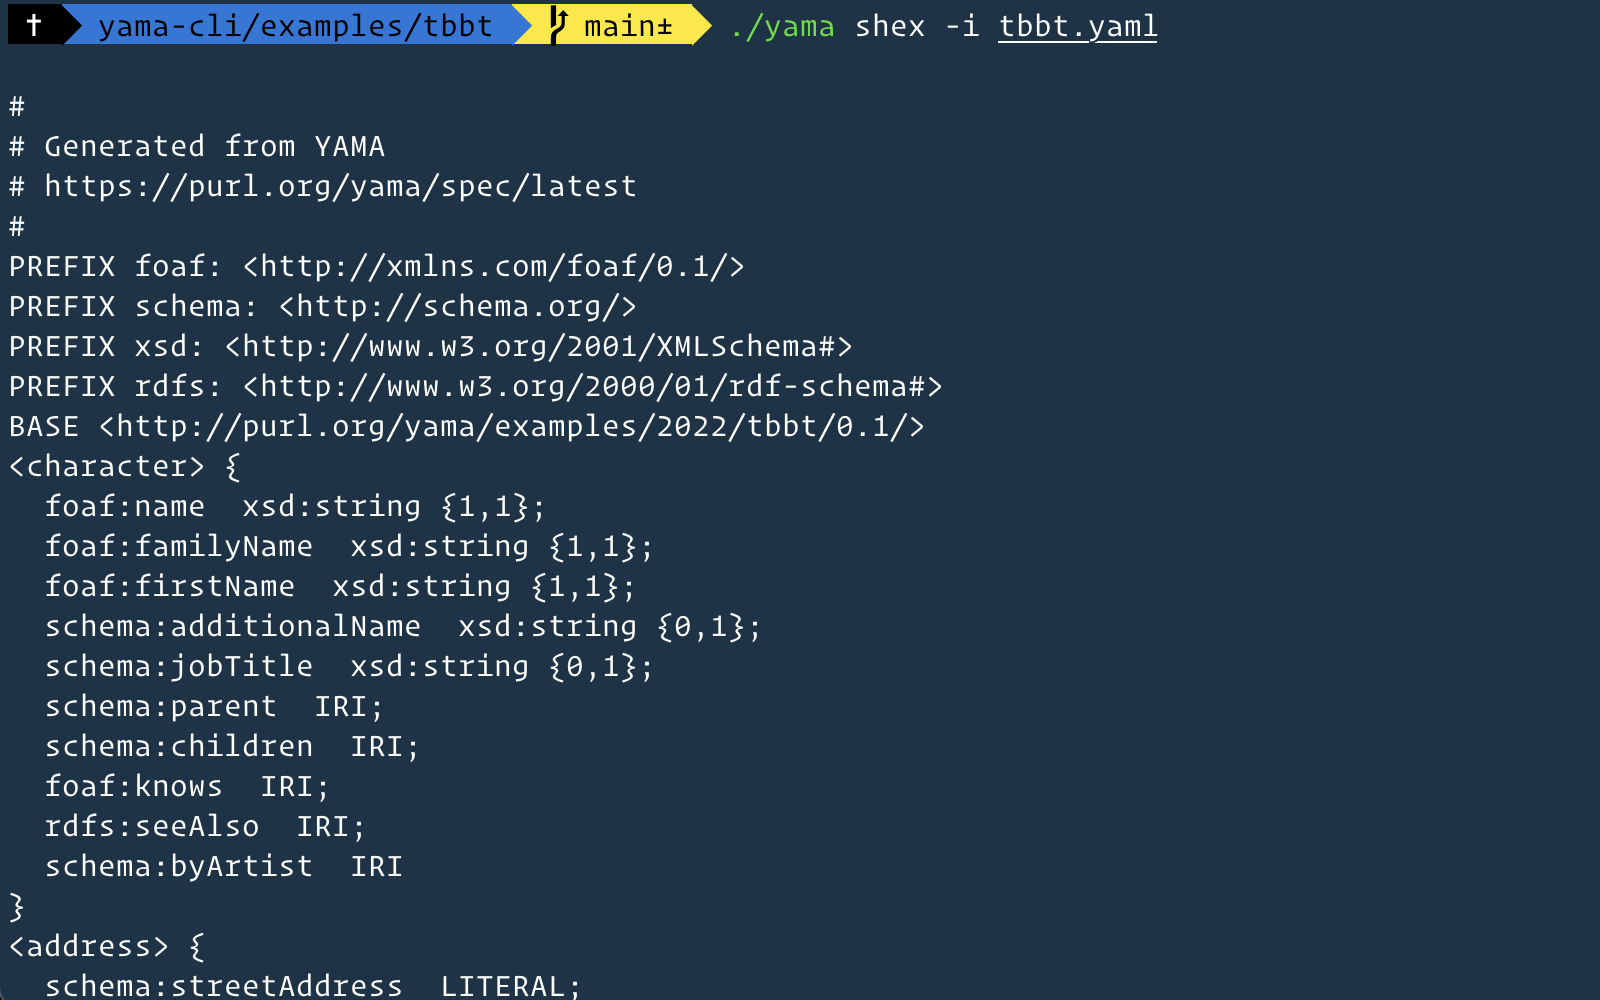 † yama-cli/examples/tbbt main± ./yama shex -i tbbt.yaml
#
# Generated from YAMA
# https://purl.org/yama/spec/latest
#
PREFIX foaf: <http://xmlns.com/foaf/0.1/>
PREFIX schema: <http://schema.org/>
PREFIX xsd: <http://www.w3.org/2001/XMLSchema#>
PREFIX rdfs: <http://www.w3.org/2000/01/rdf-schema#>
BASE <http://purl.org/yama/examples/2022/tbbt/0.1/>
<character> {
  foaf:name  xsd:string {1,1};
  foaf:familyName  xsd:string {1,1};
  foaf:firstName  xsd:string {1,1};
  schema:additionalName  xsd:string {0,1};
  schema:jobTitle  xsd:string {0,1};
  schema:parent  IRI;
  schema:children  IRI;
  foaf:knows  IRI;
  rdfs:seeAlso  IRI;
  schema:byArtist  IRI
}
<address> {
  schema:streetAddress  LITERAL;